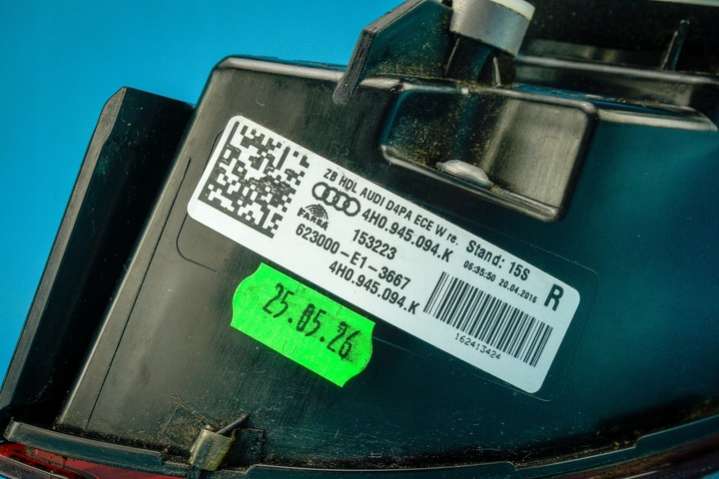 ZB HDL AUDI D4PA ECE W re. Stand: 15S
4H0.945.094.K 06:35:50 20.04.2016
FARBA 153223
R
623000-E1-3667
4H0.945.094.K
162413424
25.05.26